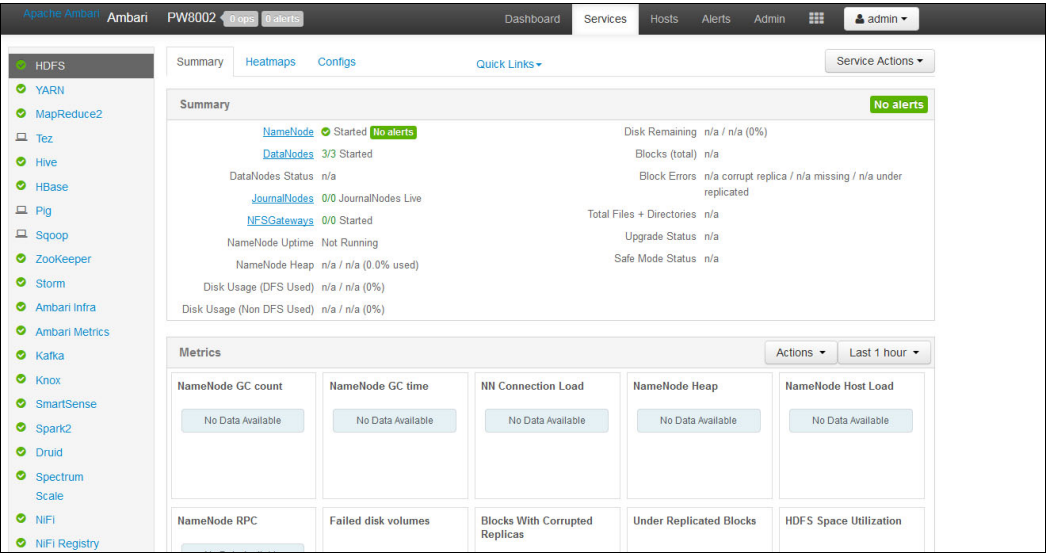 Apache Ambari Ambari PW8002 0 ops 0 alerts Dashboard Services Hosts Alerts Admin admin
HDFS
YARN
MapReduce2
Tez
Hive
HBase
Pig
Sqoop
ZooKeeper
Storm
Ambari Infra
Ambari Metrics
Kafka
Knox
SmartSense
Spark2
Druid
Spectrum
Scale
NiFi
NiFi Registry
Summary Heatmaps Configs Quick Links Service Actions
Summary No alerts
NameNode Started No alerts
DataNodes 3/3 Started
DataNodes Status n/a
JournalNodes 0/0 JournalNodes Live
NFSGateways 0/0 Started
NameNode Uptime Not Running
NameNode Heap n/a / n/a (0.0% used)
Disk Usage (DFS Used) n/a / n/a (0%)
Disk Usage (Non DFS Used) n/a / n/a (0%)
Disk Remaining n/a / n/a (0%)
Blocks (total) n/a
Block Errors n/a corrupt replica / n/a missing / n/a under
replicated
Total Files + Directories n/a
Upgrade Status n/a
Safe Mode Status n/a
Metrics Actions Last 1 hour
NameNode GC count NameNode GC time NN Connection Load NameNode Heap NameNode Host Load
No Data Available No Data Available No Data Available No Data Available No Data Available
NameNode RPC Failed disk volumes Blocks With Corrupted Under Replicated Blocks HDFS Space Utilization
Replicas